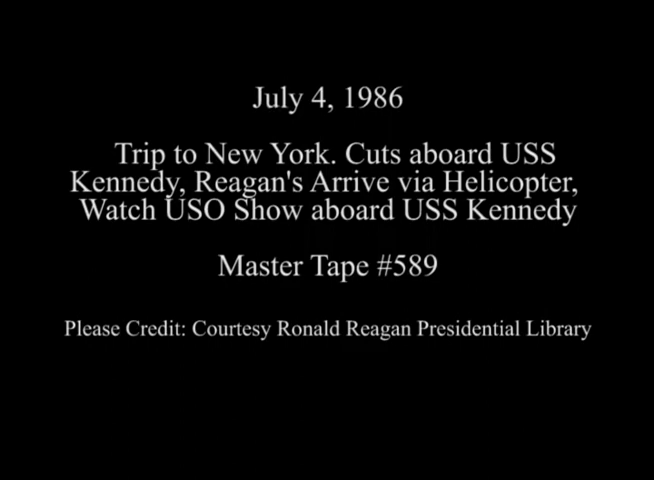 July 4, 1986
Trip to New York. Cuts aboard USS
Kennedy, Reagan's Arrive via Helicopter,
Watch USO Show aboard USS Kennedy
Master Tape #589
Please Credit: Courtesy Ronald Reagan Presidential Library